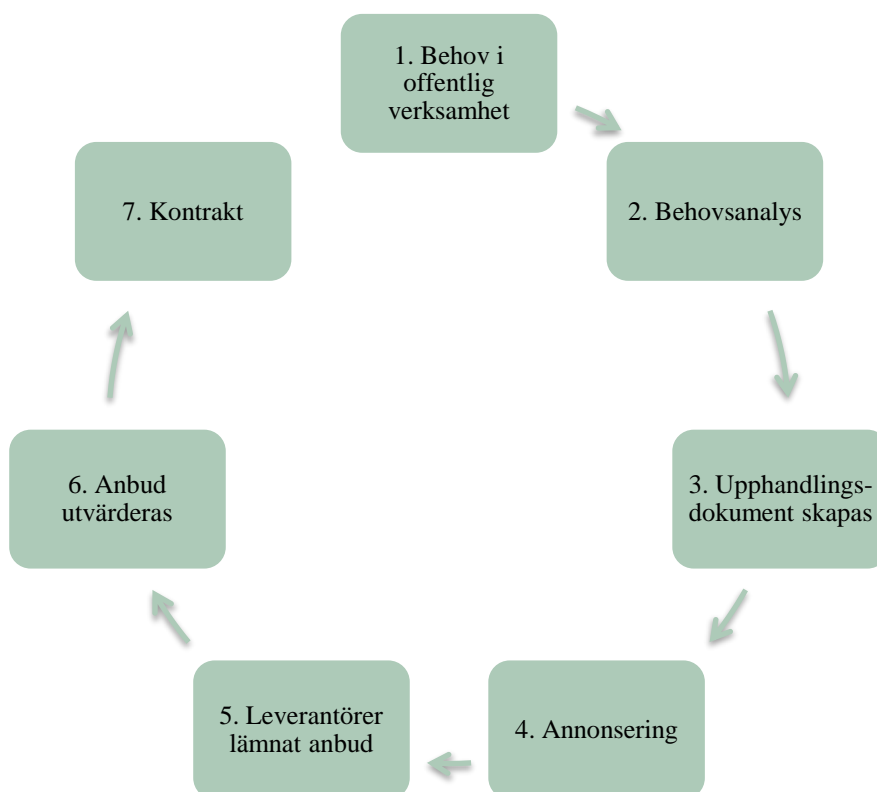 1. Behov i
offentlig
verksamhet
2. Behovsanalys
3. Upphandlings-
dokument skapas
4. Annonsering
5. Leverantörer
lämnat anbud
6. Anbud
utvärderas
7. Kontrakt